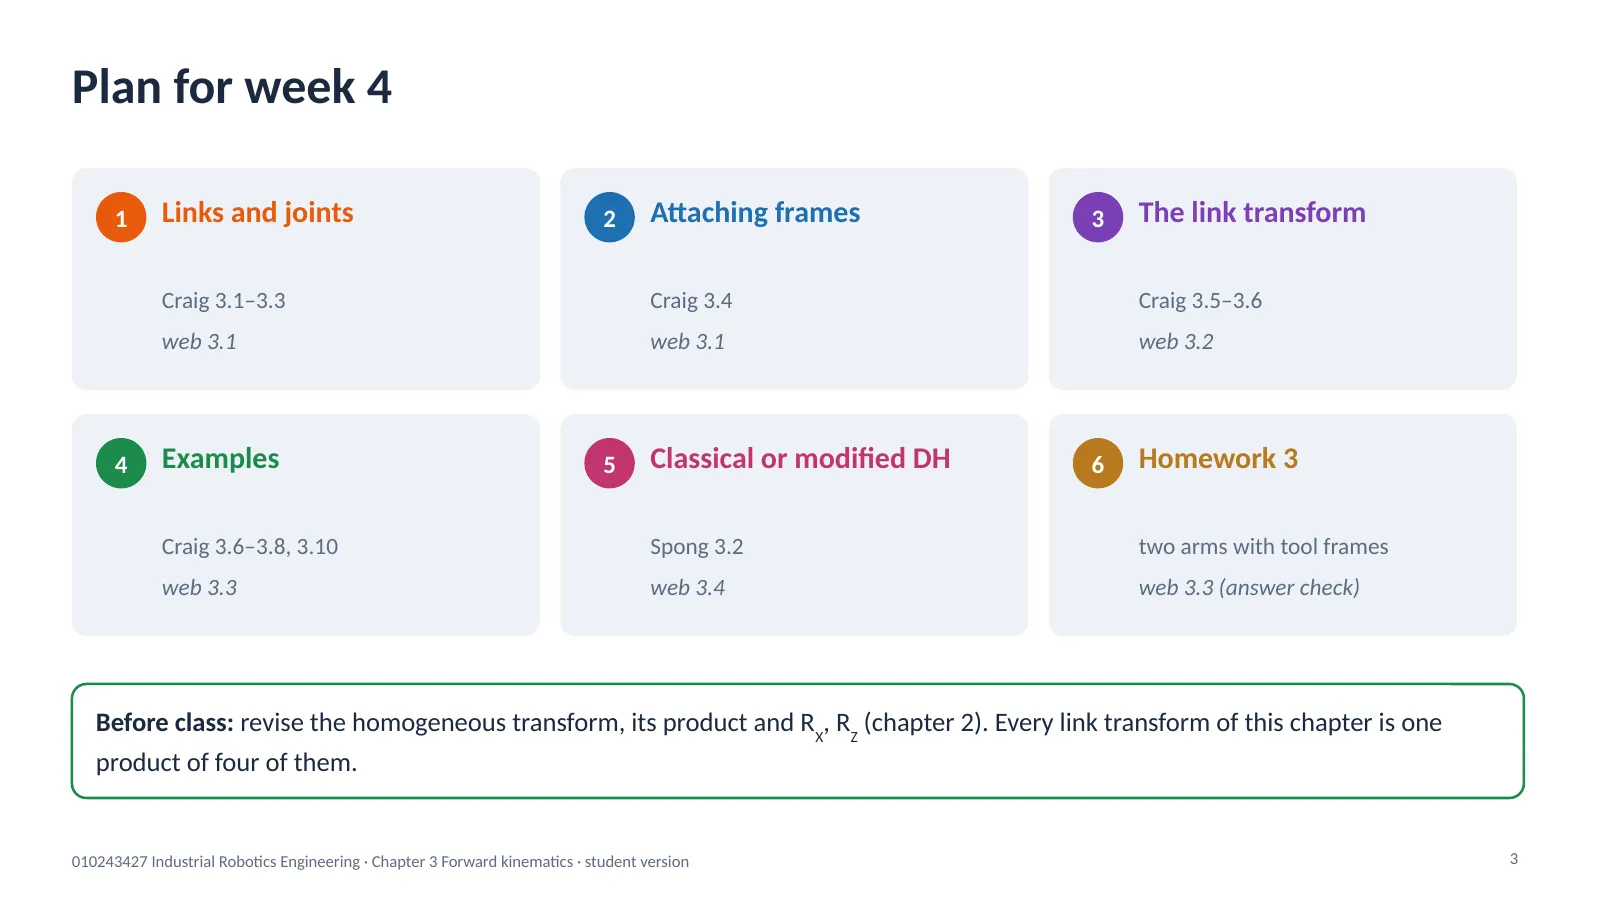 Plan for week 4
1 Links and joints
Craig 3.1–3.3
web 3.1
2 Attaching frames
Craig 3.4
web 3.1
3 The link transform
Craig 3.5–3.6
web 3.2
4 Examples
Craig 3.6–3.8, 3.10
web 3.3
5 Classical or modified DH
Spong 3.2
web 3.4
6 Homework 3
two arms with tool frames
web 3.3 (answer check)
Before class: revise the homogeneous transform, its product and R_X, R_Z (chapter 2). Every link transform of this chapter is one
product of four of them.
010243427 Industrial Robotics Engineering · Chapter 3 Forward kinematics · student version
3